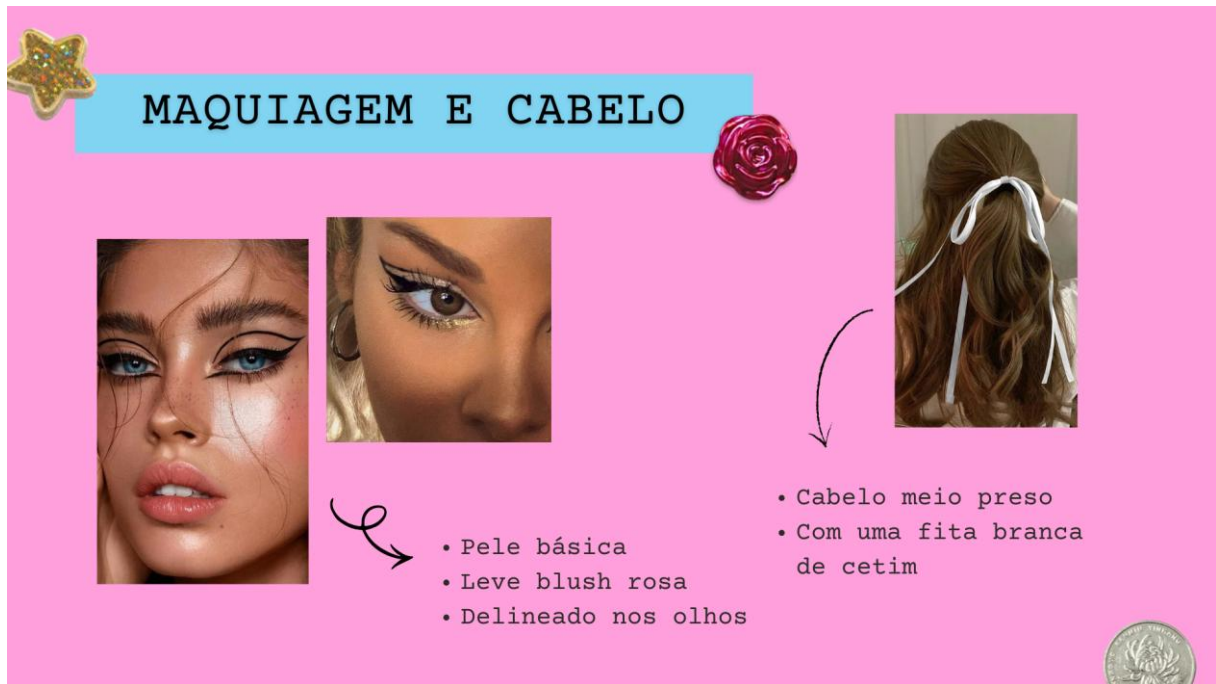 MAQUIAGEM E CABELO
• Pele básica
• Leve blush rosa
• Delineado nos olhos
• Cabelo meio preso
• Com uma fita branca
de cetim